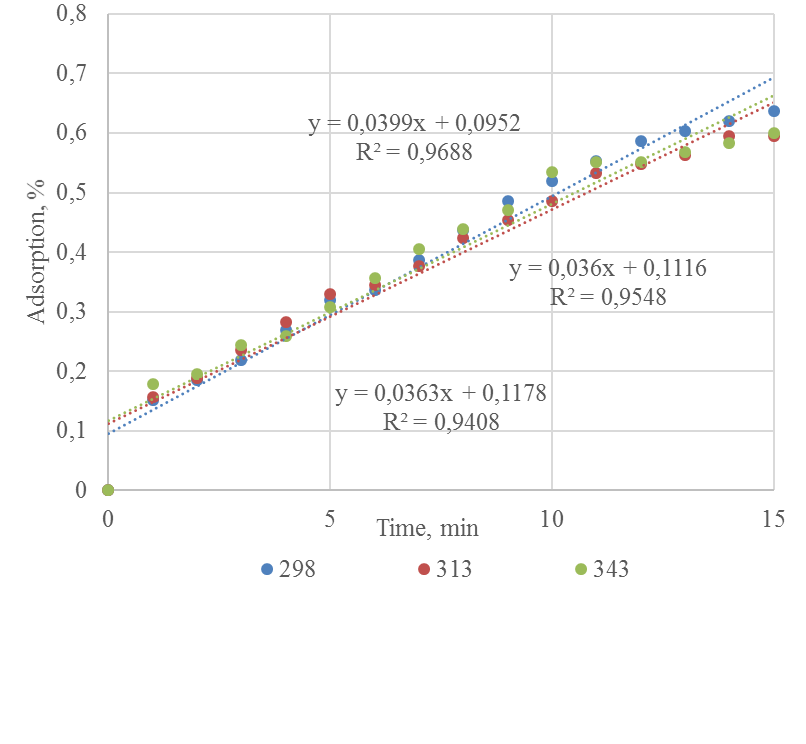 0,8
0,7
0,6
0,5
0,4
0,3
0,2
0,1
0
Adsorption, %
y = 0,0399x + 0,0952
R² = 0,9688
y = 0,036x + 0,1116
R² = 0,9548
y = 0,0363x + 0,1178
R² = 0,9408
0 5 10 15
Time, min
298 313 343